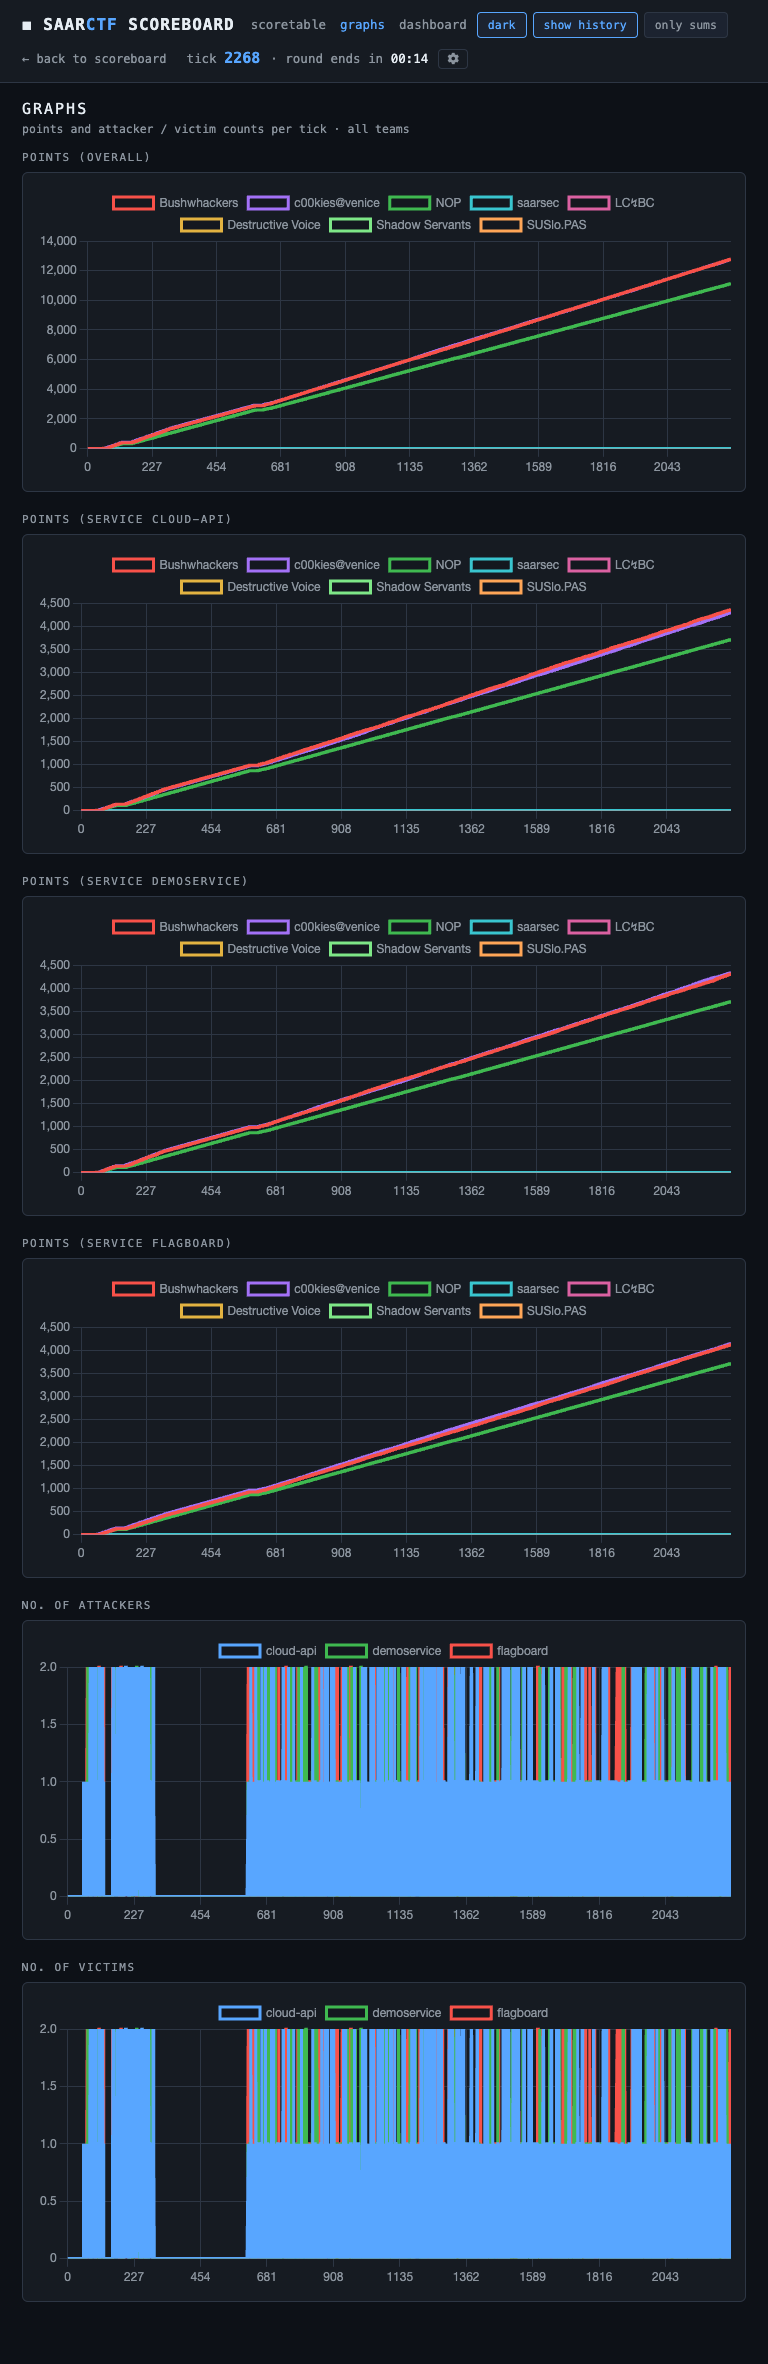 ■ SAARCTF SCOREBOARD scoretable graphs dashboard dark show history only sums
← back to scoreboard tick 2268 · round ends in 00:14
GRAPHS
points and attacker / victim counts per tick · all teams
POINTS (OVERALL)
Bushwhackers c00kies@venice NOP saarsec LC↯BC
Destructive Voice Shadow Servants SUSlo.PAS
14,000
12,000
10,000
8,000
6,000
4,000
2,000
0
0 227 454 681 908 1135 1362 1589 1816 2043
POINTS (SERVICE CLOUD-API)
Bushwhackers c00kies@venice NOP saarsec LC↯BC
Destructive Voice Shadow Servants SUSlo.PAS
4,500
4,000
3,500
3,000
2,500
2,000
1,500
1,000
500
0
0 227 454 681 908 1135 1362 1589 1816 2043
POINTS (SERVICE DEMOSERVICE)
Bushwhackers c00kies@venice NOP saarsec LC↯BC
Destructive Voice Shadow Servants SUSlo.PAS
4,500
4,000
3,500
3,000
2,500
2,000
1,500
1,000
500
0
0 227 454 681 908 1135 1362 1589 1816 2043
POINTS (SERVICE FLAGBOARD)
Bushwhackers c00kies@venice NOP saarsec LC↯BC
Destructive Voice Shadow Servants SUSlo.PAS
4,500
4,000
3,500
3,000
2,500
2,000
1,500
1,000
500
0
0 227 454 681 908 1135 1362 1589 1816 2043
NO. OF ATTACKERS
cloud-api demoservice flagboard
2.0
1.5
1.0
0.5
0
0 227 454 681 908 1135 1362 1589 1816 2043
NO. OF VICTIMS
cloud-api demoservice flagboard
2.0
1.5
1.0
0.5
0
0 227 454 681 908 1135 1362 1589 1816 2043